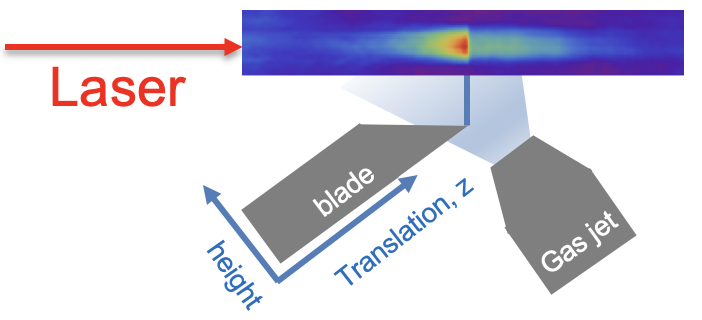 Laser
blade
Translation, z
height
Gas jet